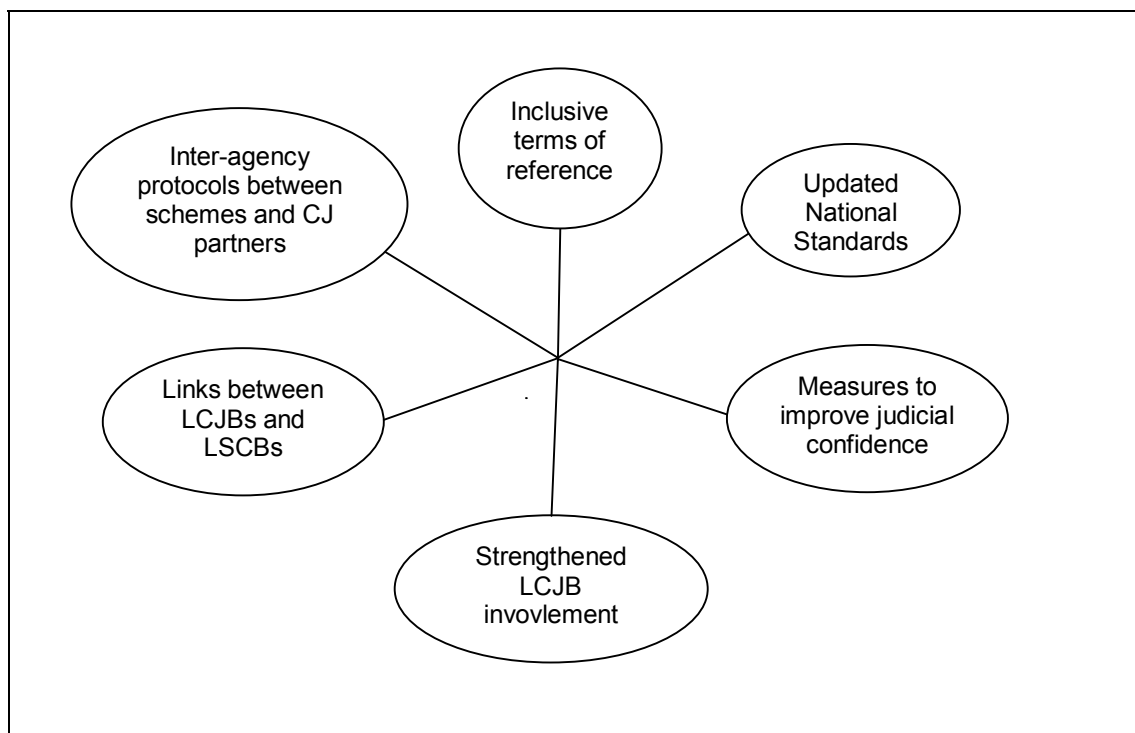 Inclusive
terms of
reference
Inter-agency
protocols between
schemes and CJ
partners
Updated
National
Standards
Links between
LCJBs and
LSCBs
Measures to
improve judicial
confidence
Strengthened
LCJB
invovlement